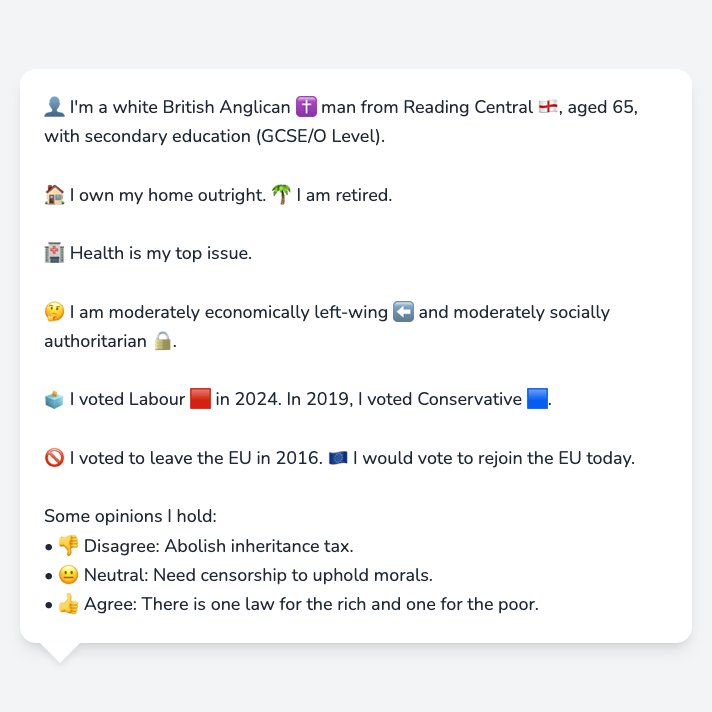 👤 I'm a white British Anglican ✝️ man from Reading Central 🏴󠁧󠁢󠁥󠁮󠁧󠁿, aged 65,
with secondary education (GCSE/O Level).
🏠 I own my home outright. 🌴 I am retired.
🏥 Health is my top issue.
🤔 I am moderately economically left-wing ⬅️ and moderately socially
authoritarian 🔒.
🗳️ I voted Labour 🟥 in 2024. In 2019, I voted Conservative 🟦.
🚫 I voted to leave the EU in 2016. 🇪🇺 I would vote to rejoin the EU today.
Some opinions I hold:
• 👎 Disagree: Abolish inheritance tax.
• 😐 Neutral: Need censorship to uphold morals.
• 👍 Agree: There is one law for the rich and one for the poor.